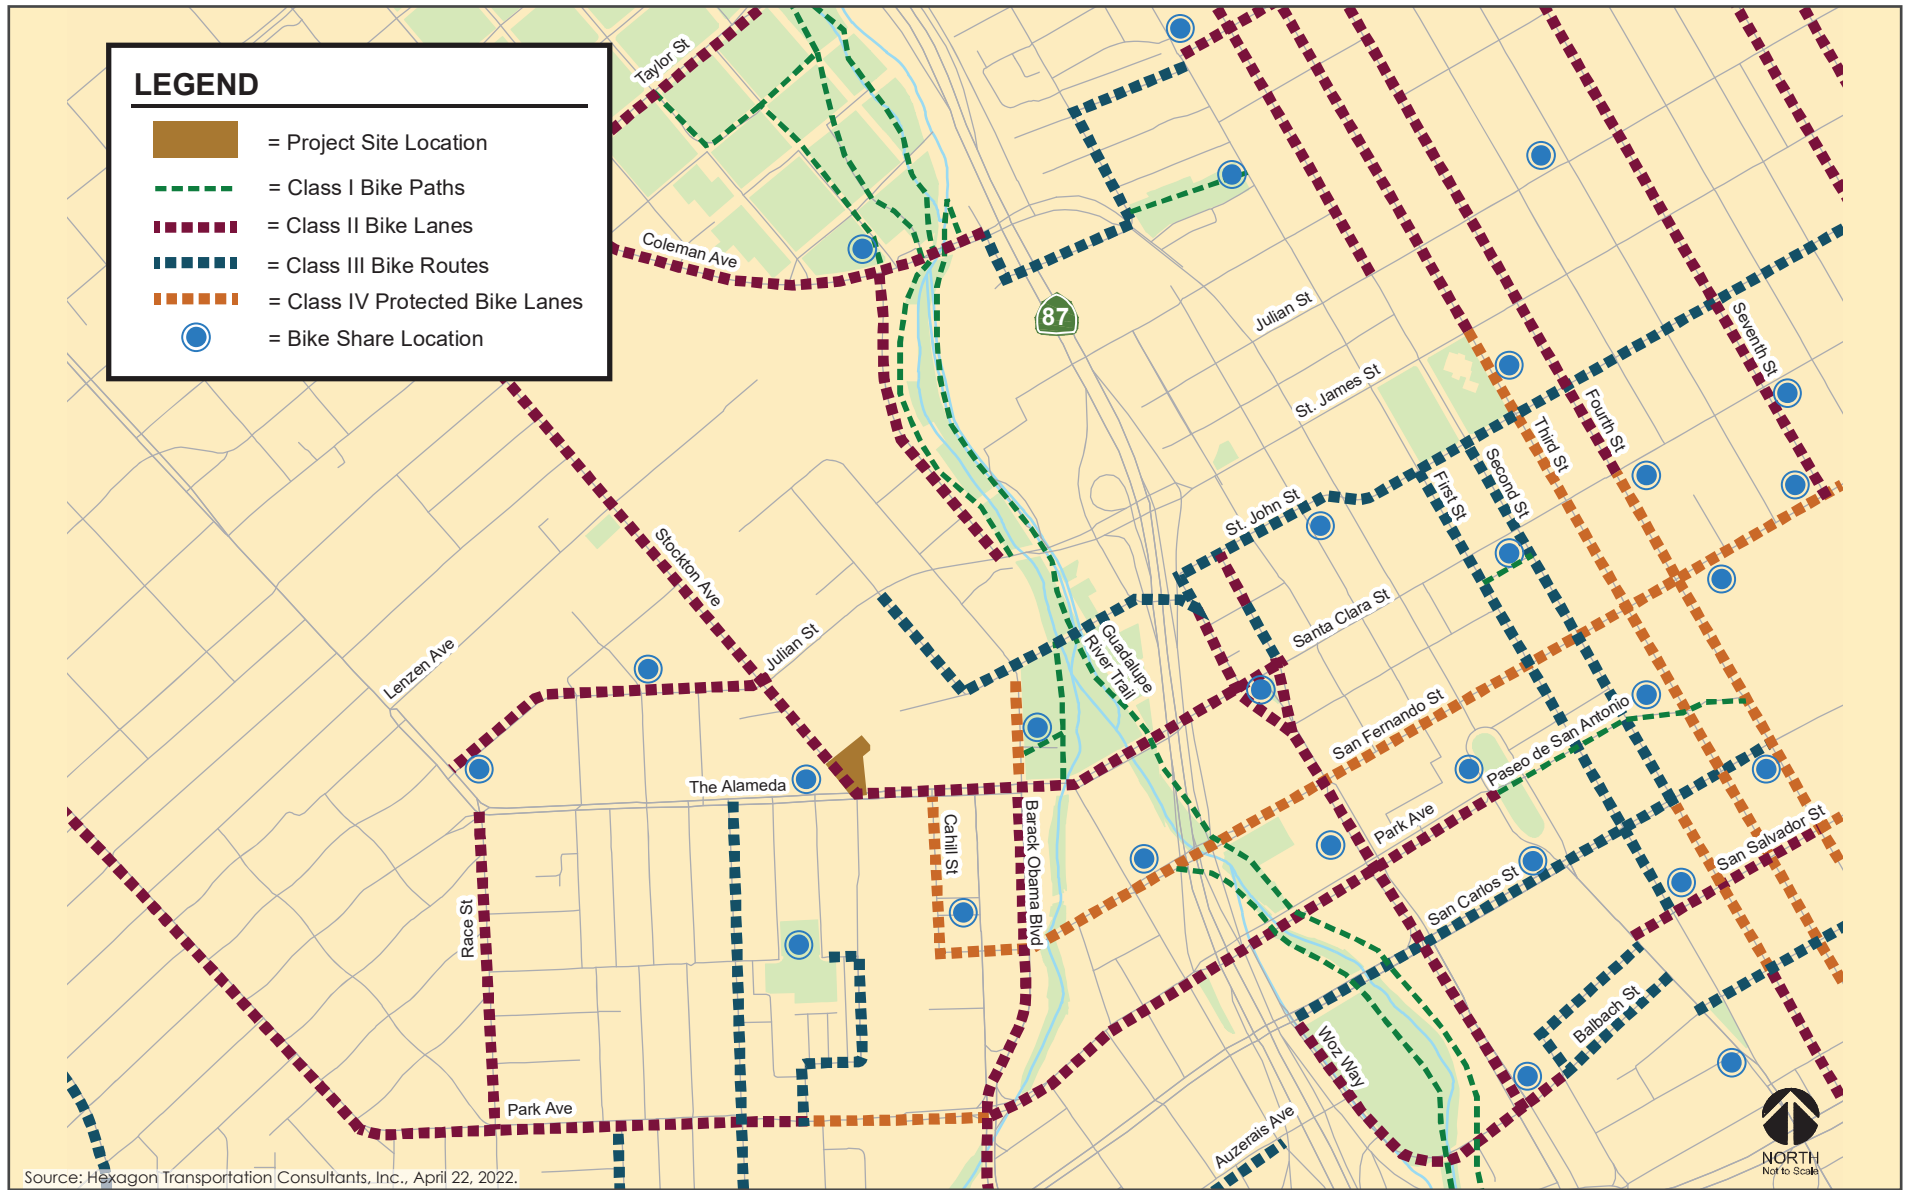 LEGEND
= Project Site Location
= Class I Bike Paths
= Class II Bike Lanes
= Class III Bike Routes
= Class IV Protected Bike Lanes
= Bike Share Location
Taylor St
Coleman Ave
87
Julian St
St. James St
Seventh St
Fourth St
Third St
Second St
First St
St. John St
Stockton Ave
Santa Clara St
Guadalupe
River Trail
Julian St
Lenzen Ave
San Fernando St
Paseo de San Antonio
The Alameda
Cahill St
Barack Obama Blvd
Park Ave
San Salvador St
San Carlos St
Race St
Balbach St
Woz Way
Park Ave
Auzerais Ave
NORTH
Not to Scale
Source: Hexagon Transportation Consultants, Inc., April 22, 2022.